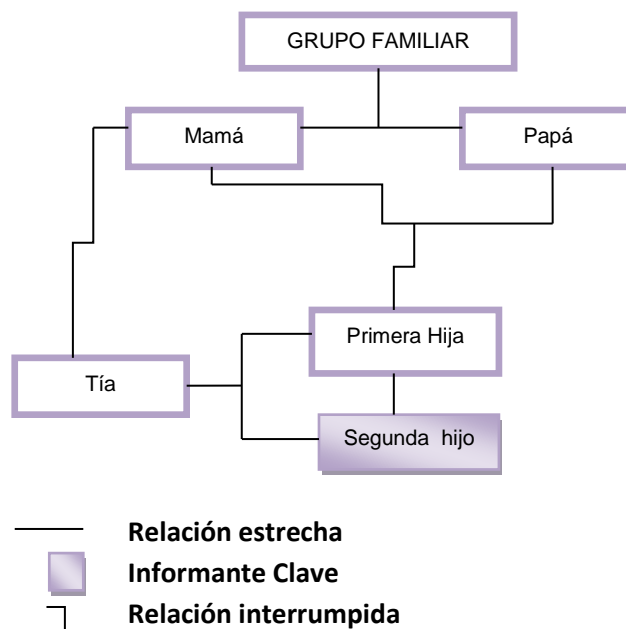 GRUPO FAMILIAR
Mamá
Papá
Primera Hija
Tía
Segunda hijo
Relación estrecha
Informante Clave
Relación interrumpida